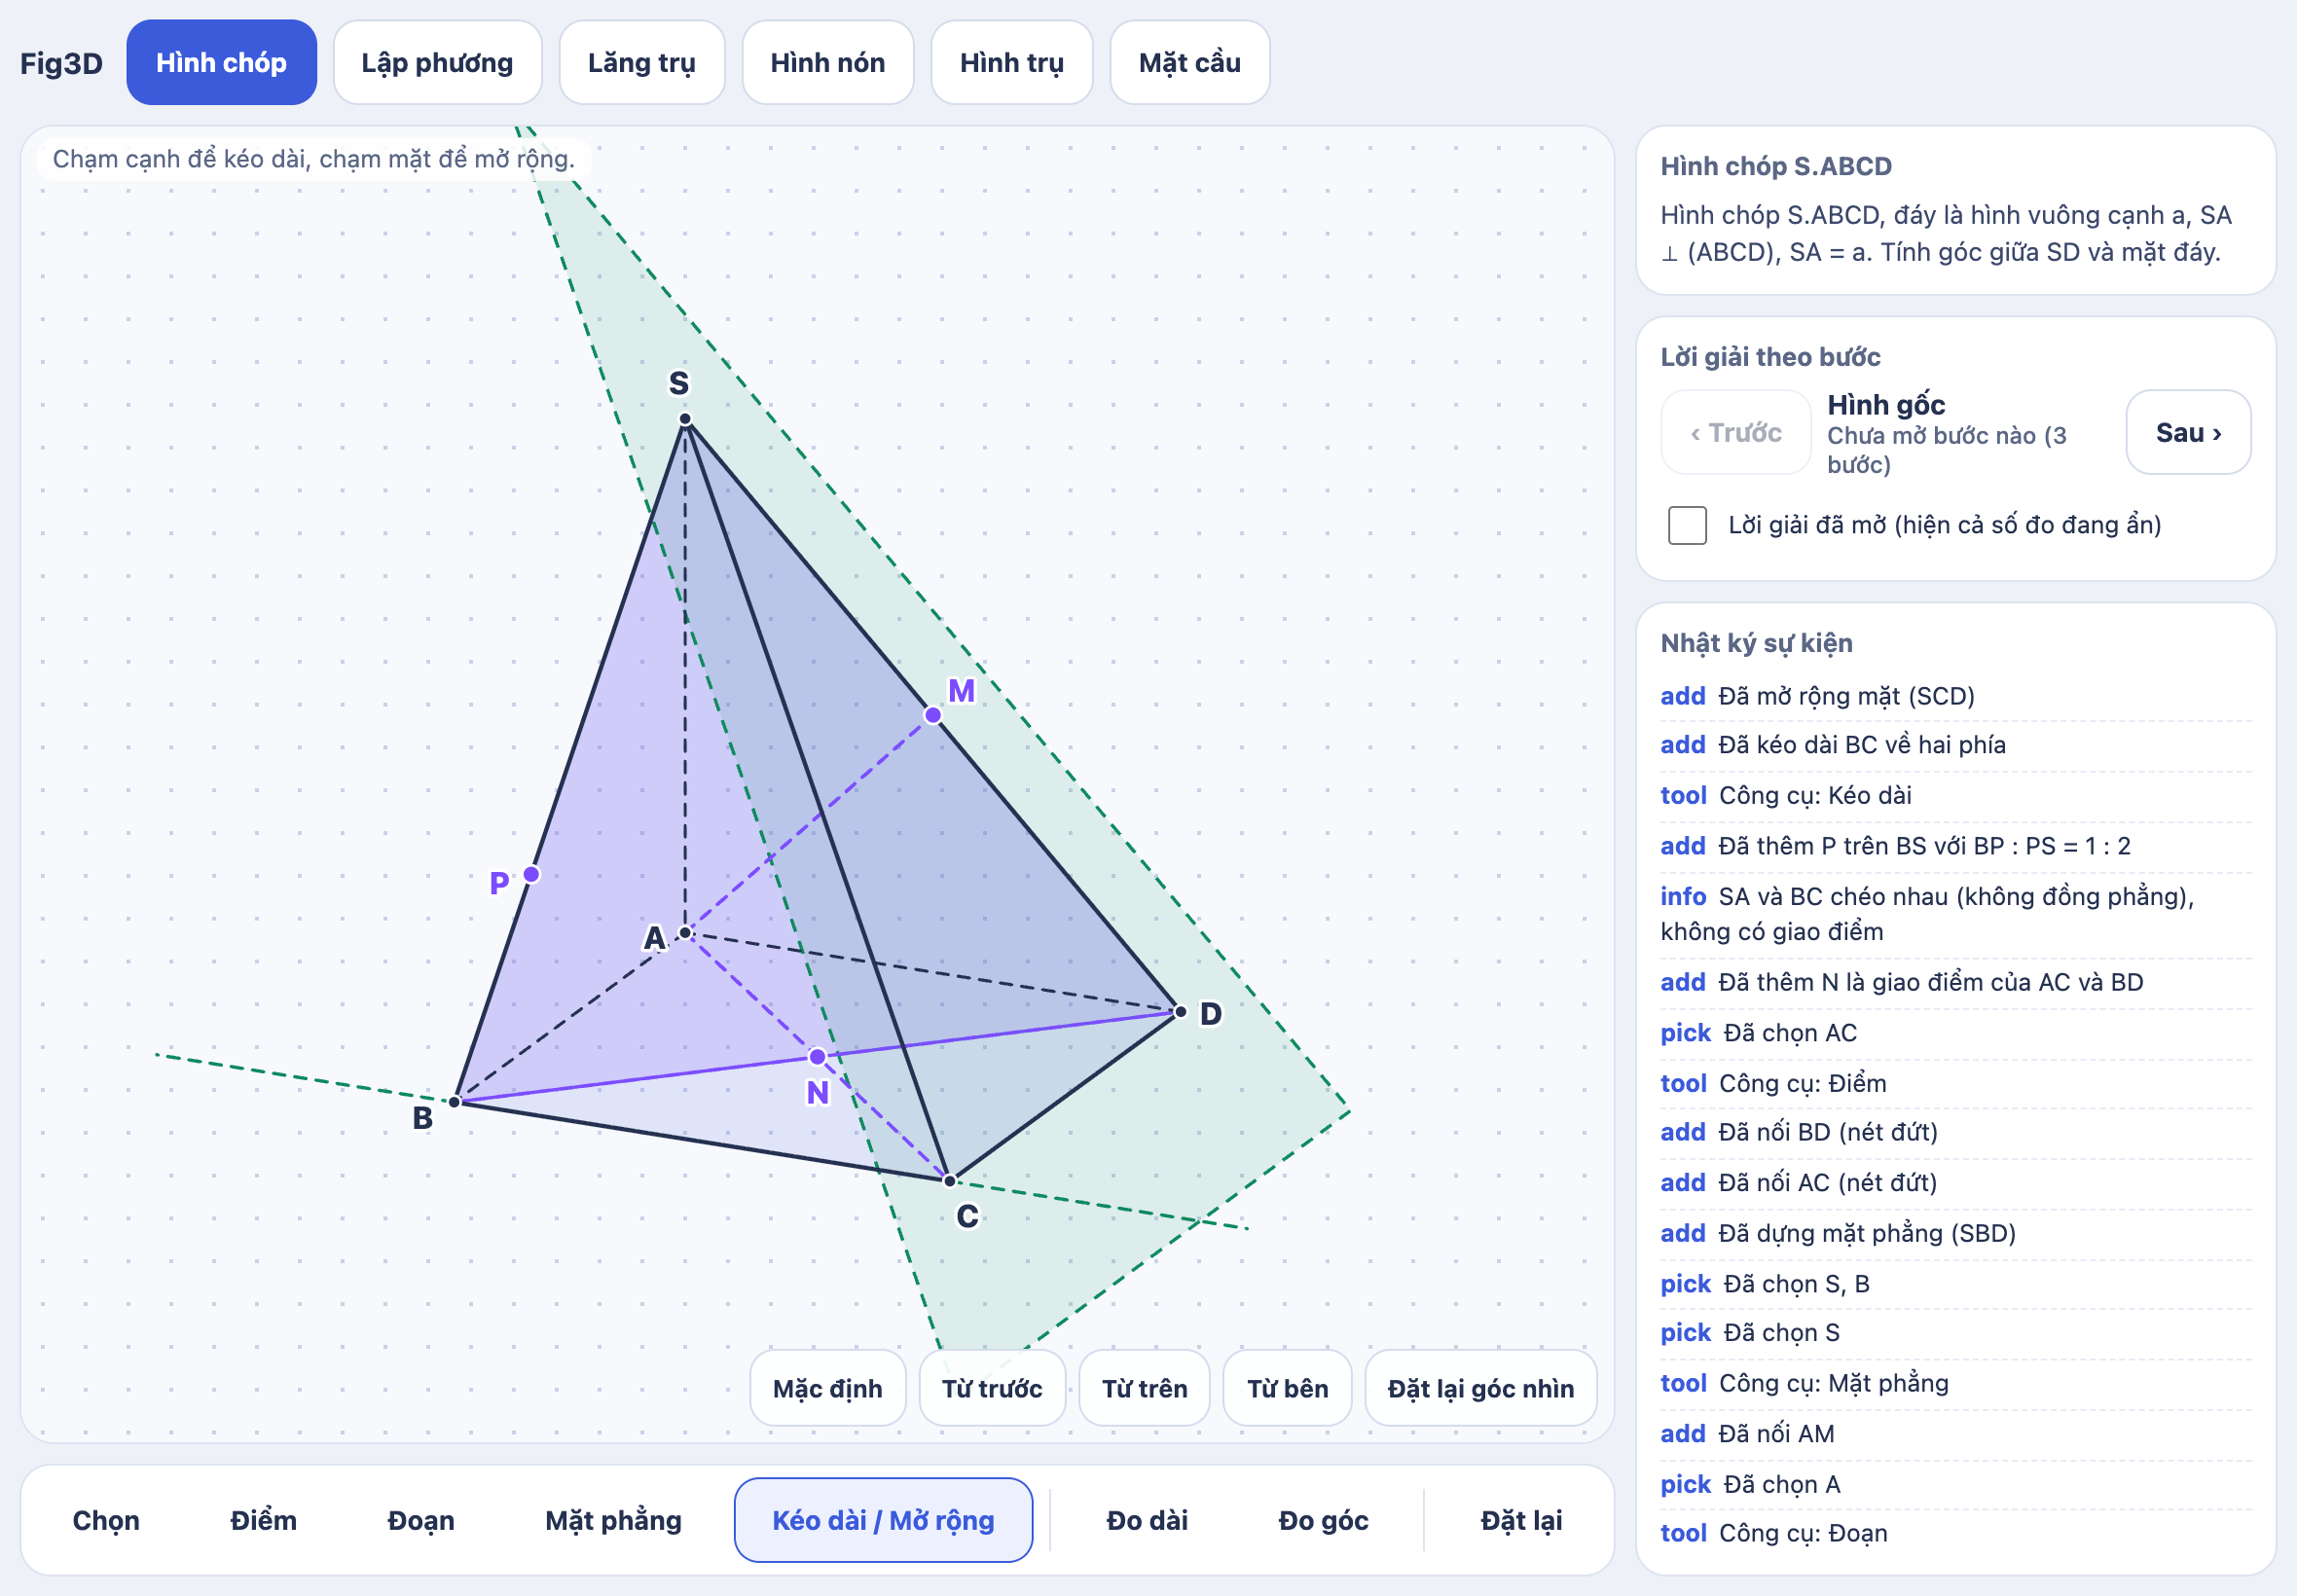 Fig3D
Hình chóp
Lập phương
Lăng trụ
Hình nón
Hình trụ
Mặt cầu
Chạm cạnh để kéo dài, chạm mặt để mở rộng.
S
M
P
A
D
N
B
C
Mặc định
Từ trước
Từ trên
Từ bên
Đặt lại góc nhìn
Chọn
Điểm
Đoạn
Mặt phẳng
Kéo dài / Mở rộng
Đo dài
Đo góc
Đặt lại
Hình chóp S.ABCD
Hình chóp S.ABCD, đáy là hình vuông cạnh a, SA
⊥ (ABCD), SA = a. Tính góc giữa SD và mặt đáy.
Lời giải theo bước
‹ Trước
Hình gốc
Chưa mở bước nào (3
bước)
Sau ›
Lời giải đã mở (hiện cả số đo đang ẩn)
Nhật ký sự kiện
add Đã mở rộng mặt (SCD)
add Đã kéo dài BC về hai phía
tool Công cụ: Kéo dài
add Đã thêm P trên BS với BP : PS = 1 : 2
info SA và BC chéo nhau (không đồng phẳng),
không có giao điểm
add Đã thêm N là giao điểm của AC và BD
pick Đã chọn AC
tool Công cụ: Điểm
add Đã nối BD (nét đứt)
add Đã nối AC (nét đứt)
add Đã dựng mặt phẳng (SBD)
pick Đã chọn S, B
pick Đã chọn S
tool Công cụ: Mặt phẳng
add Đã nối AM
pick Đã chọn A
tool Công cụ: Đoạn